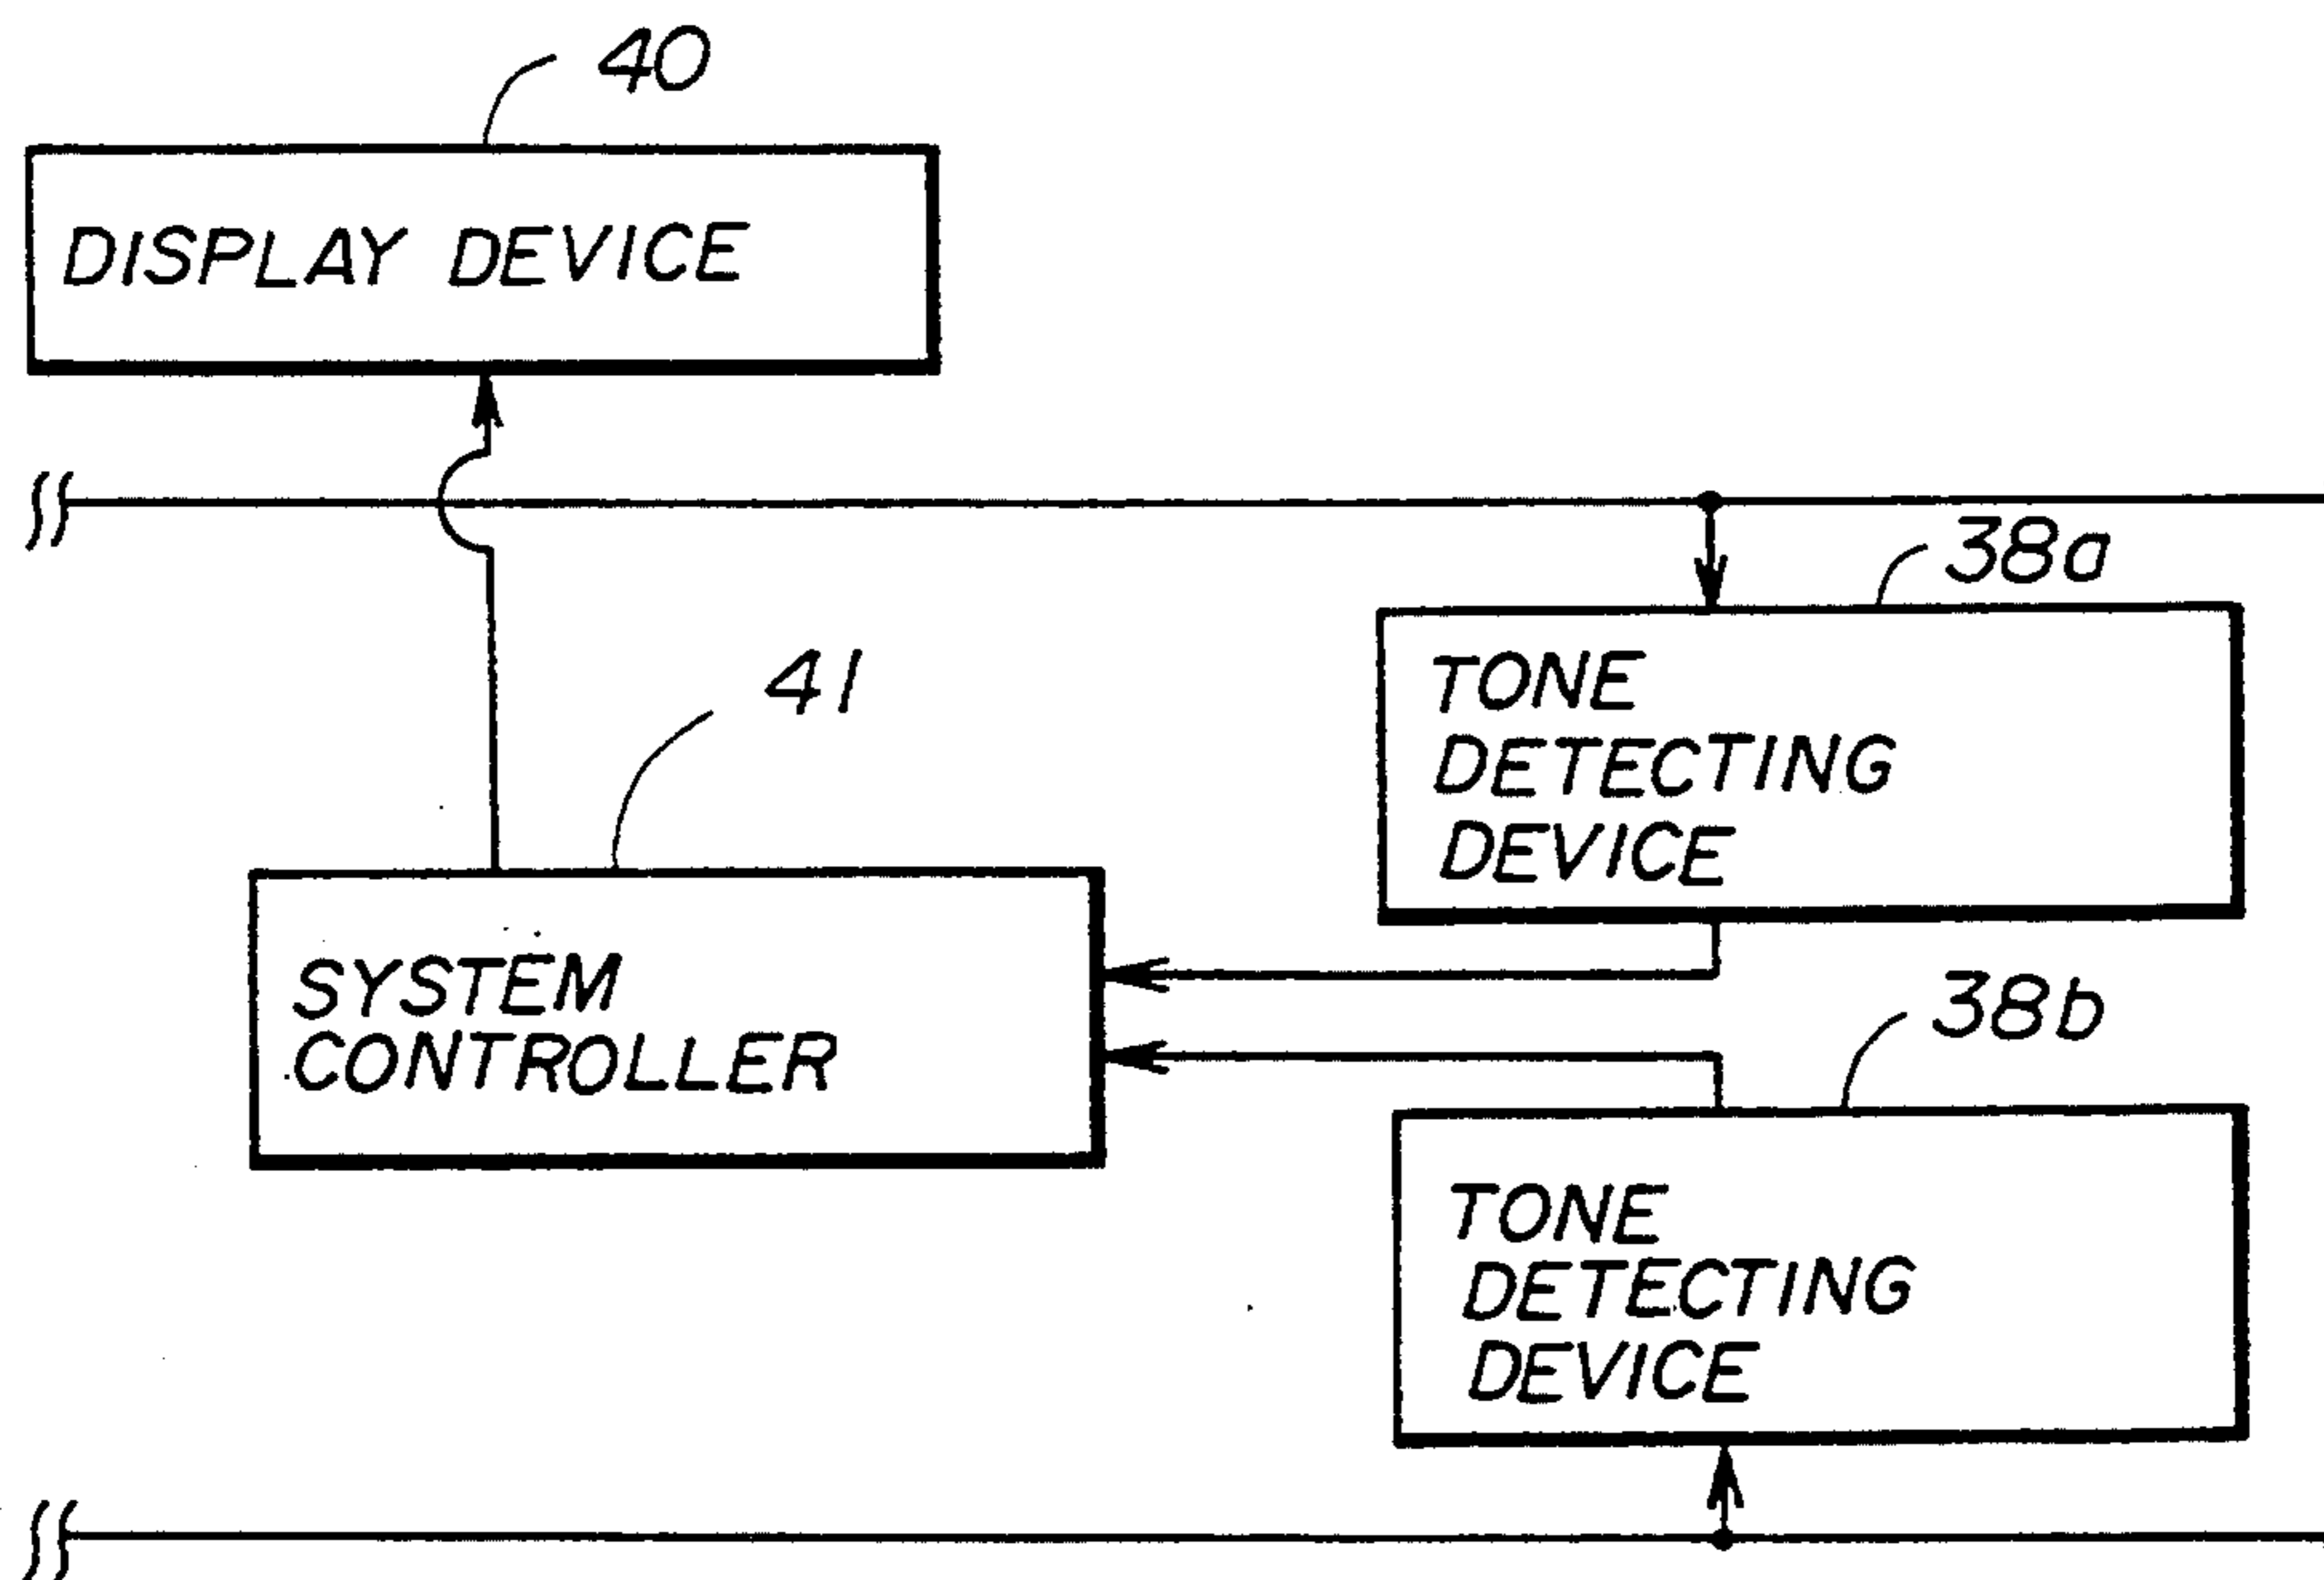 40
DISPLAY DEVICE
38a
TONE
DETECTING
DEVICE
41
SYSTEM
CONTROLLER
38b
TONE
DETECTING
DEVICE